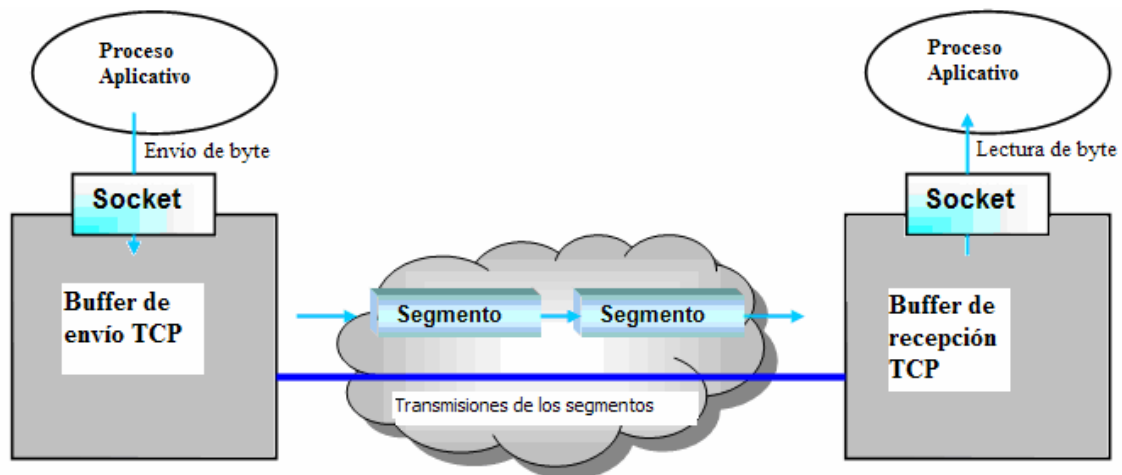 Proceso
Aplicativo
Envío de byte
Socket
Buffer de
envío TCP
Segmento
Segmento
Transmisiones de los segmentos
Proceso
Aplicativo
Lectura de byte
Socket
Buffer de
recepción
TCP